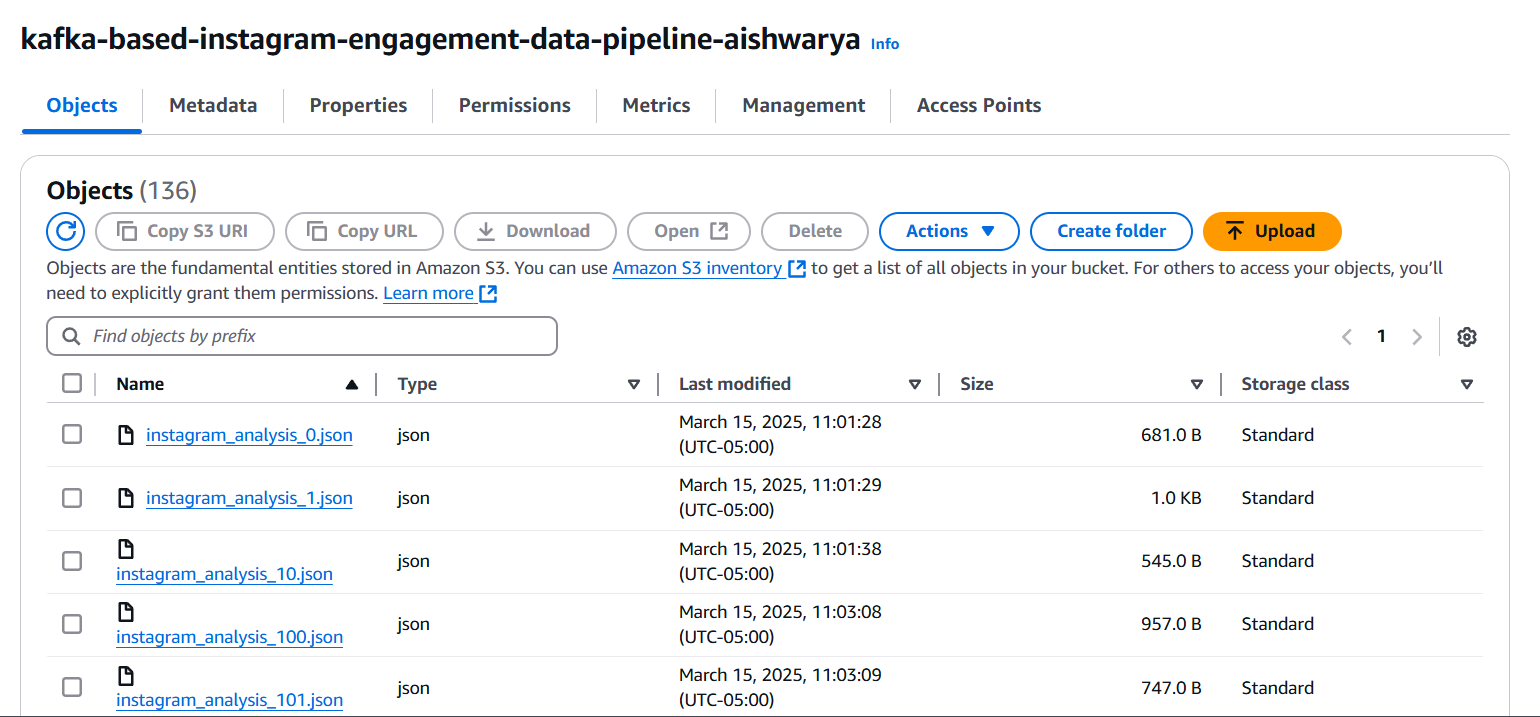 kafka-based-instagram-engagement-data-pipeline-aishwarya Info
Objects Metadata Properties Permissions Metrics Management Access Points
Objects (136)
Copy S3 URI Copy URL Download Open Delete Actions Create folder Upload
Objects are the fundamental entities stored in Amazon S3. You can use Amazon S3 inventory to get a list of all objects in your bucket. For others to access your objects, you’ll
need to explicitly grant them permissions. Learn more
Find objects by prefix 1
Name Type Last modified Size Storage class
instagram_analysis_0.json json March 15, 2025, 11:01:28 (UTC-05:00) 681.0 B Standard
instagram_analysis_1.json json March 15, 2025, 11:01:29 (UTC-05:00) 1.0 KB Standard
instagram_analysis_10.json json March 15, 2025, 11:01:38 (UTC-05:00) 545.0 B Standard
instagram_analysis_100.json json March 15, 2025, 11:03:08 (UTC-05:00) 957.0 B Standard
instagram_analysis_101.json json March 15, 2025, 11:03:09 (UTC-05:00) 747.0 B Standard